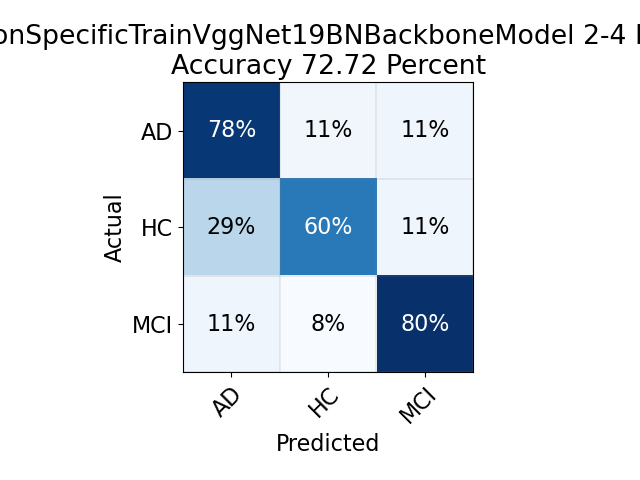 onSpecificTrainVggNet19BNBackboneModel 2-4
Accuracy 72.72 Percent
AD 78% 11% 11%
Actual
HC 29% 60% 11%
MCI 11% 8% 80%
AD HC MCI
Predicted